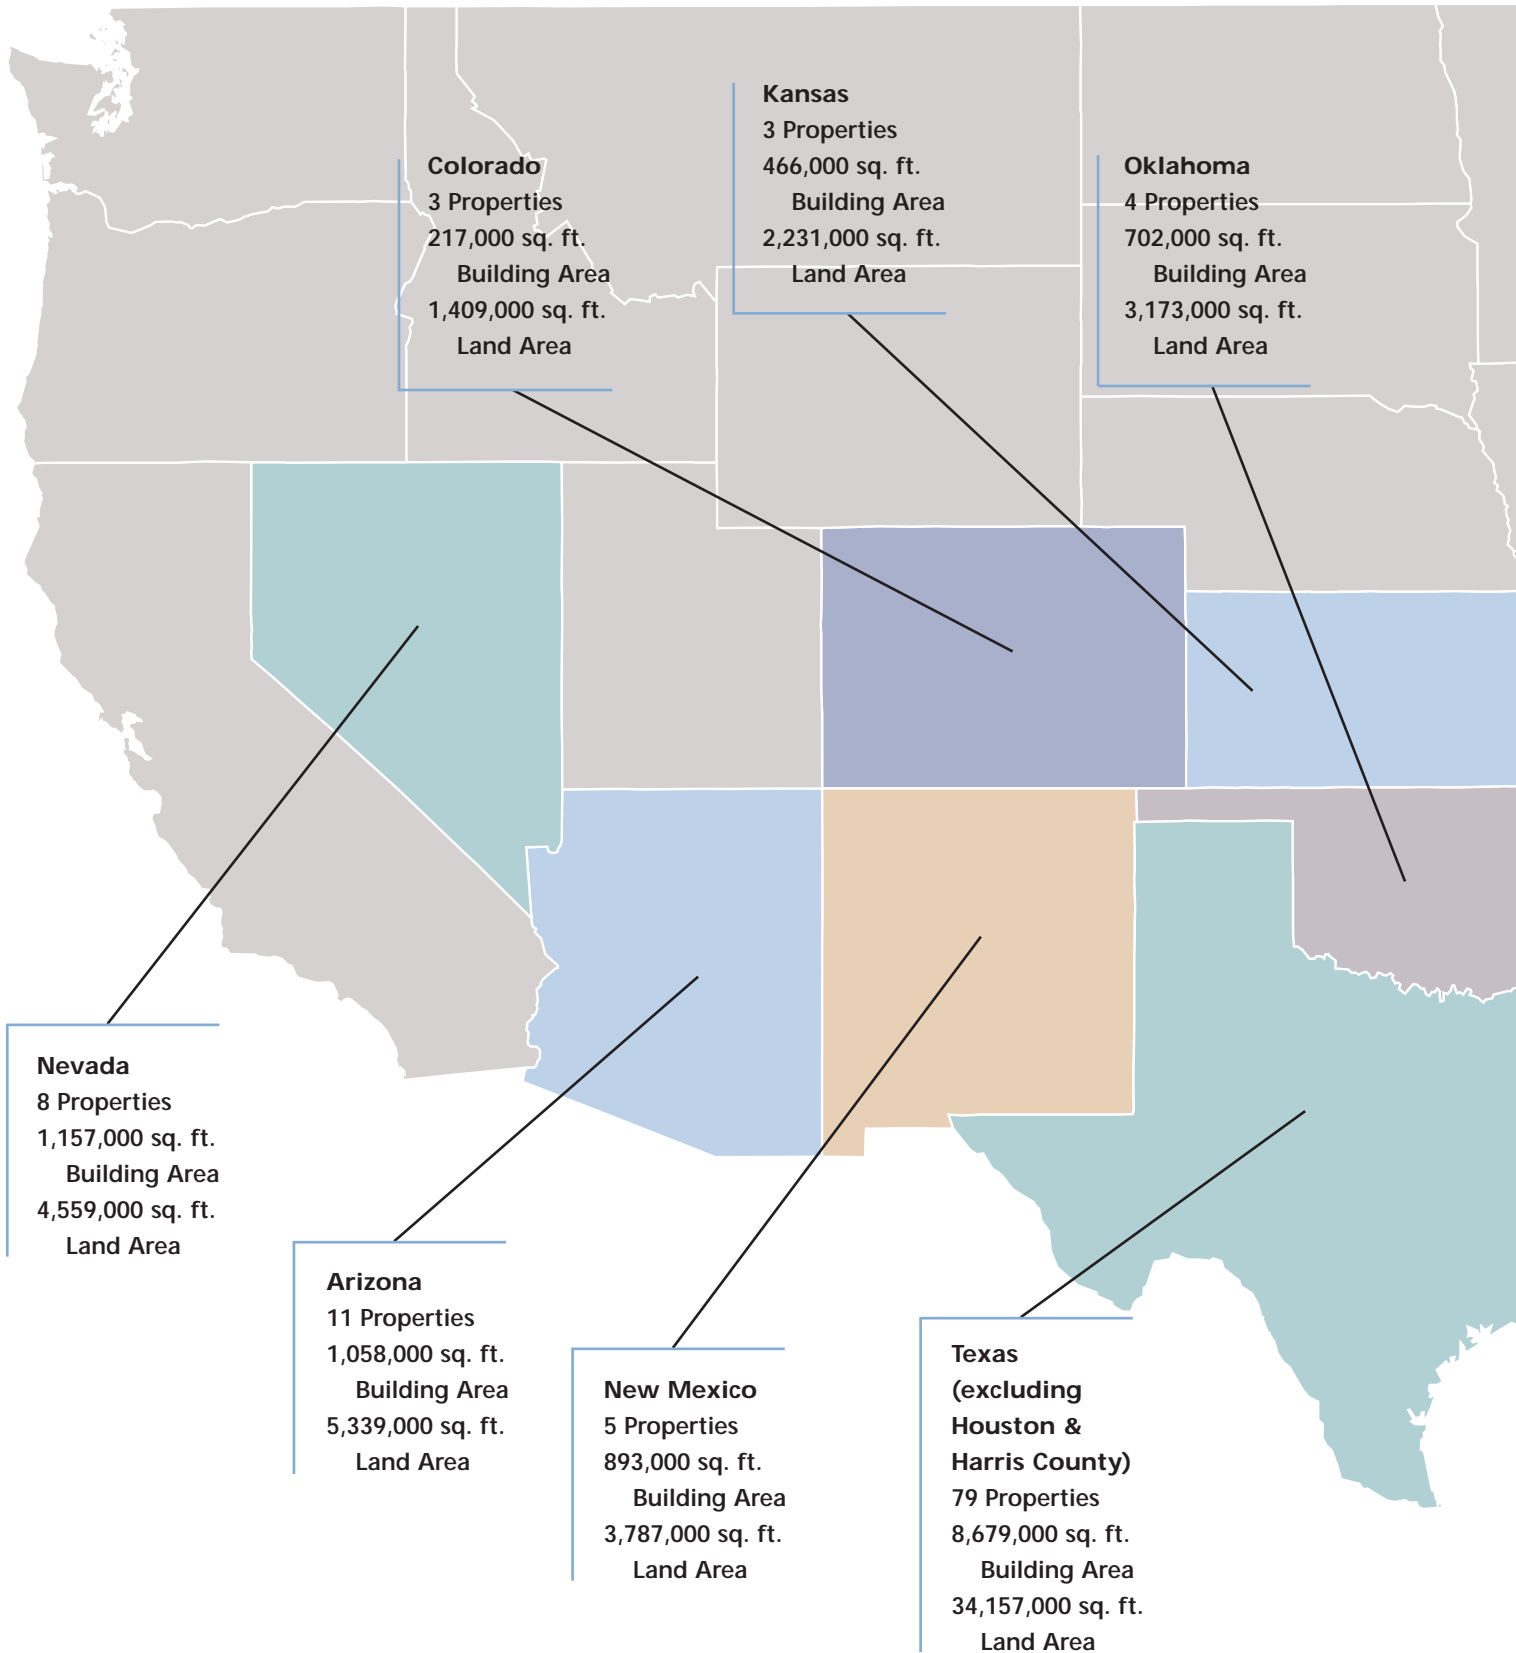 Kansas
3 Properties
466,000 sq. ft.
Building Area
2,231,000 sq. ft.
Land Area
Colorado
3 Properties
217,000 sq. ft.
Building Area
1,409,000 sq. ft.
Land Area
Oklahoma
4 Properties
702,000 sq. ft.
Building Area
3,173,000 sq. ft.
Land Area
Nevada
8 Properties
1,157,000 sq. ft.
Building Area
4,559,000 sq. ft.
Land Area
Arizona
11 Properties
1,058,000 sq. ft.
Building Area
5,339,000 sq. ft.
Land Area
New Mexico
5 Properties
893,000 sq. ft.
Building Area
3,787,000 sq. ft.
Land Area
Texas
(excluding
Houston &
Harris County)
79 Properties
8,679,000 sq. ft.
Building Area
34,157,000 sq. ft.
Land Area